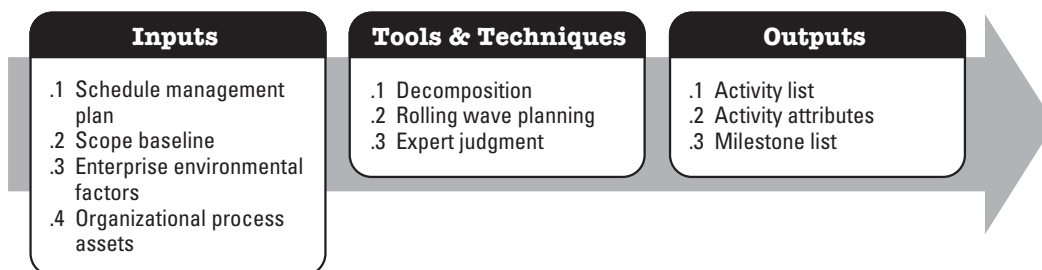 Inputs
.1 Schedule management
plan
.2 Scope baseline
.3 Enterprise environmental
factors
.4 Organizational process
assets
Tools & Techniques
.1 Decomposition
.2 Rolling wave planning
.3 Expert judgment
Outputs
.1 Activity list
.2 Activity attributes
.3 Milestone list